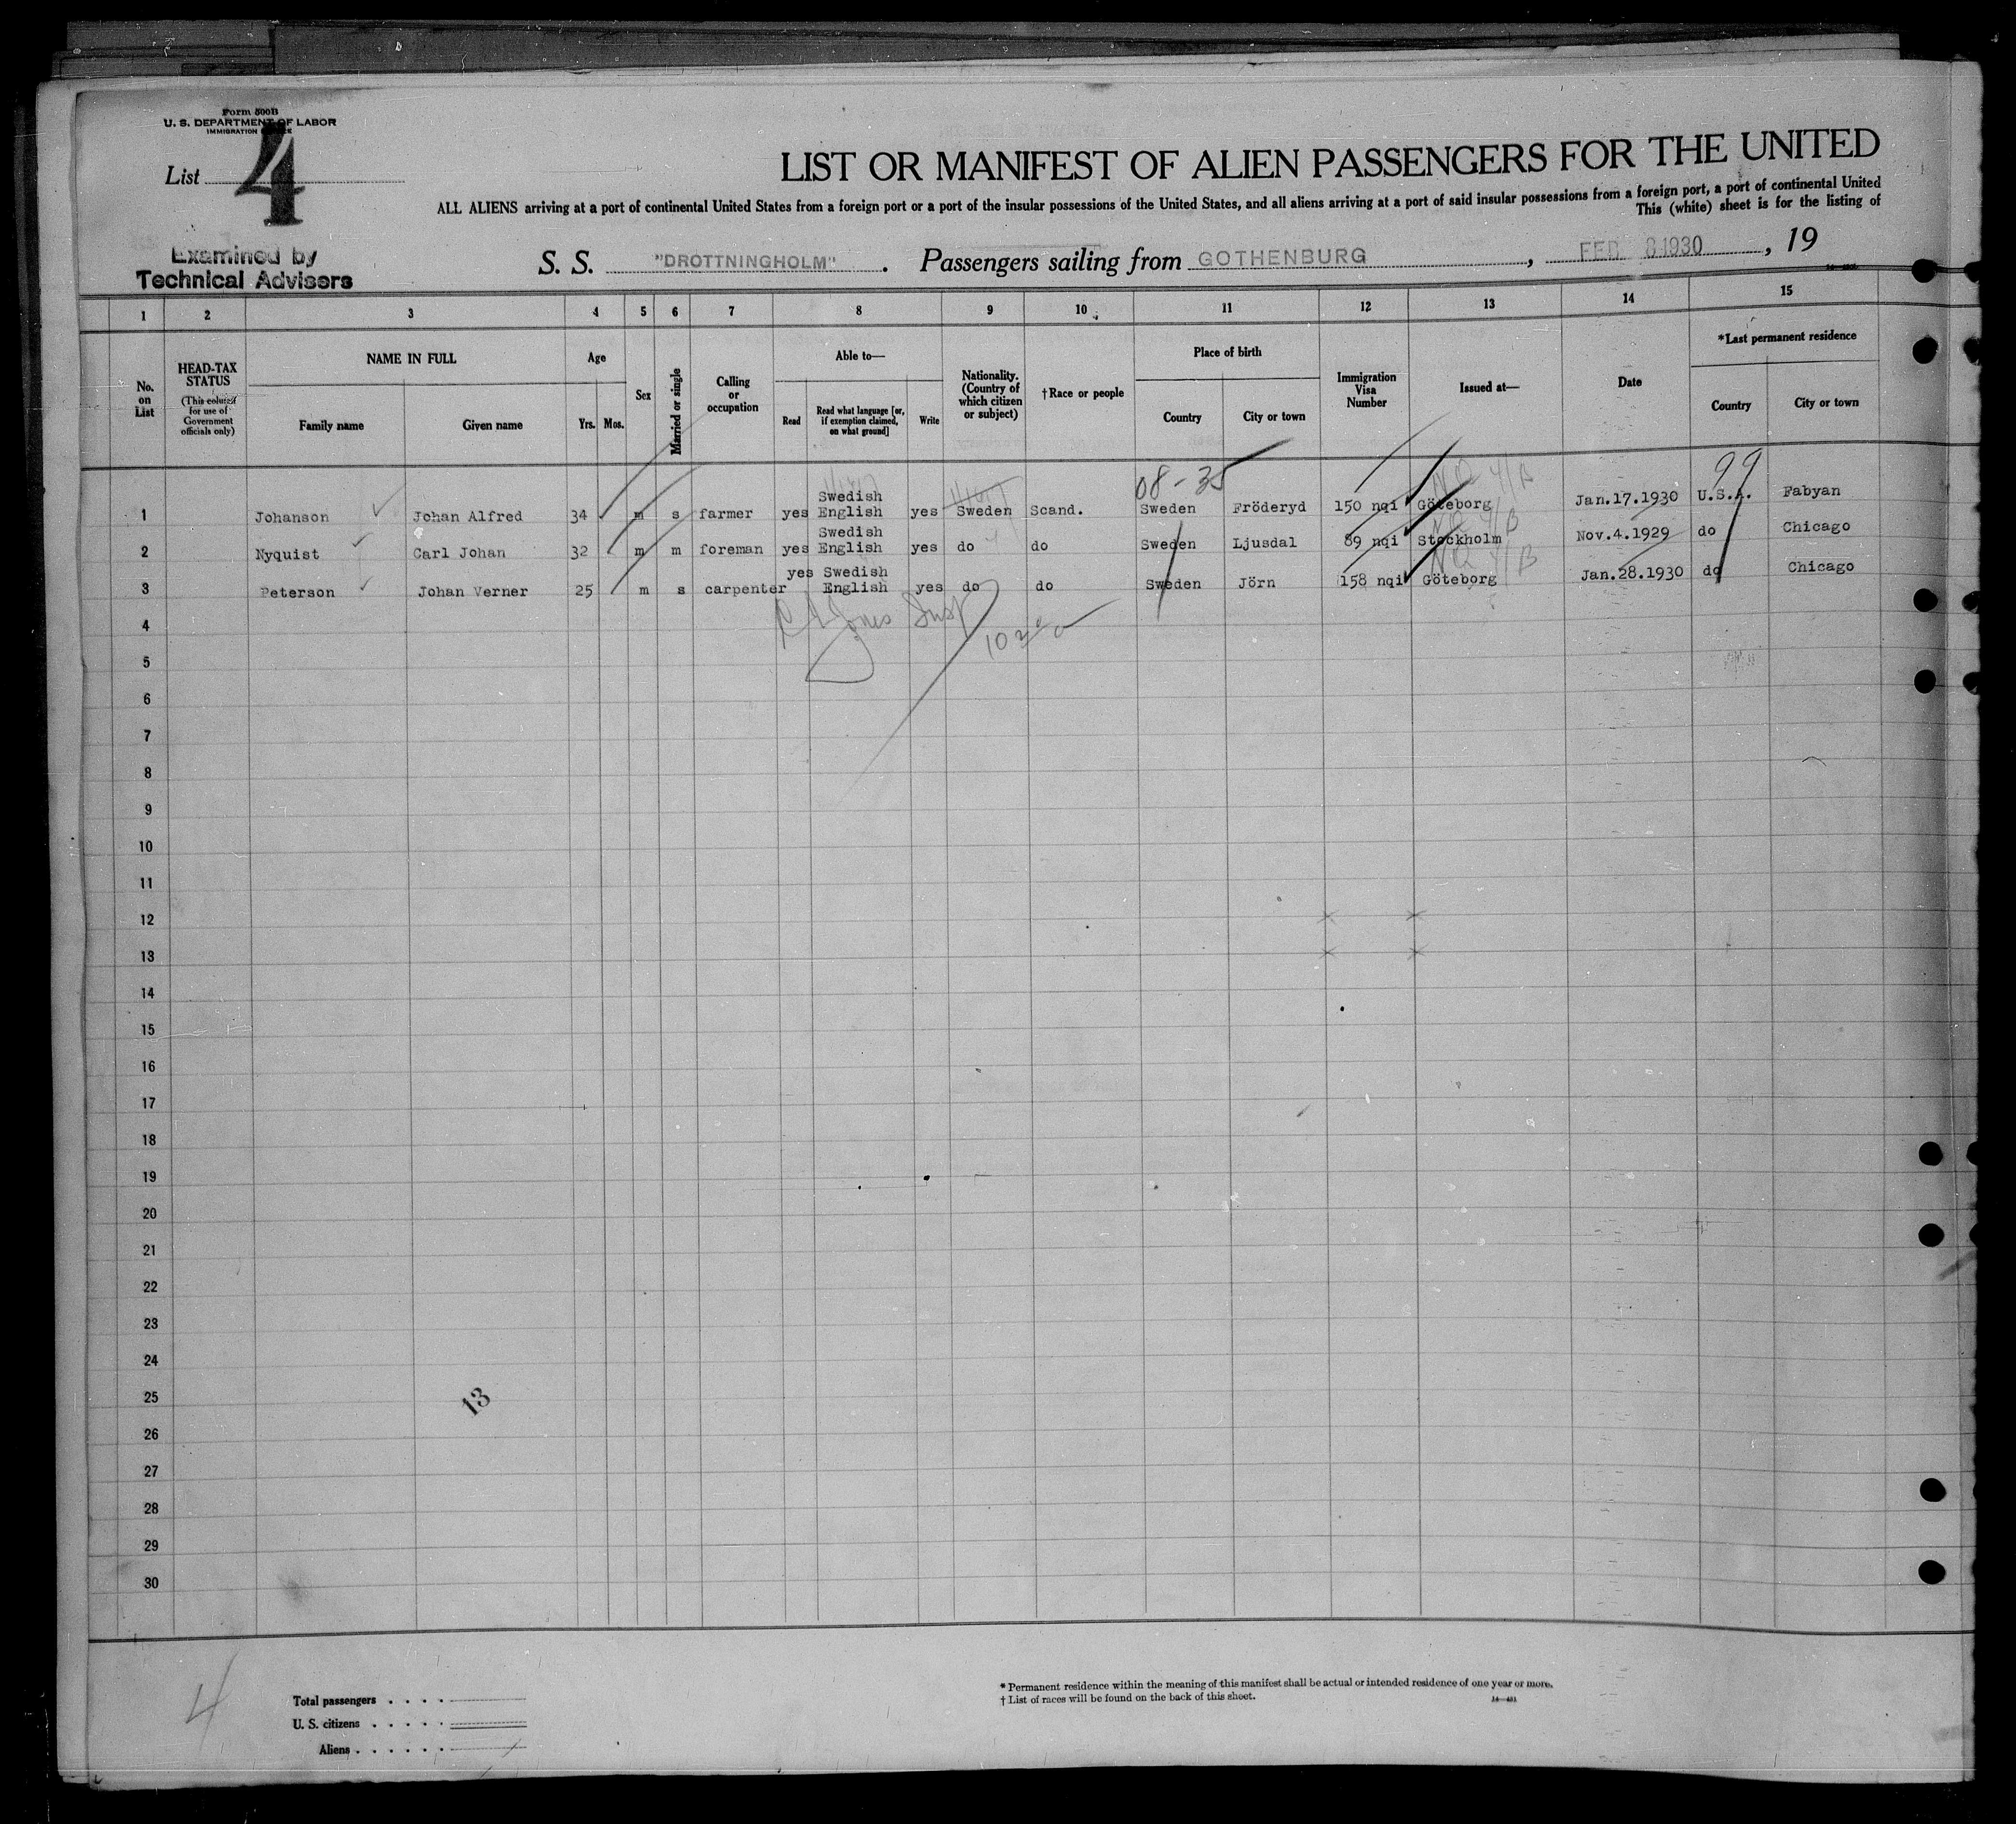 Form 500B
U. S. DEPARTMENT OF LABOR
IMMIGRATION
List 4
LIST OR MANIFEST OF ALIEN PASSENGERS FOR THE UNITED
ALL ALIENS arriving at a port of continental United States from a foreign port or a port of the insular possessions of the United States, and all aliens arriving at a port of said insular possessions from a foreign port, a port of continental United
This (white) sheet is for the listing of
Examined by
Technical Advisers
S. S. "DROTTNINGHOLM". Passengers sailing from GOTHENBURG, FEB 8 1930, 19
1 2 3 4 5 6 7 8 9 10 11 12 13 14 15
No. on List
HEAD-TAX STATUS (This column for use of Government officials only)
NAME IN FULL
Family name
Given name
Age
Yrs. Mos.
Sex
Married or single
Calling or occupation
Able to—
Read
Read what language [or, if exemption claimed, on what ground]
Write
Nationality. (Country of which citizen or subject)
†Race or people
Place of birth
Country
City or town
Immigration Visa Number
Issued at—
Date
*Last permanent residence
Country
City or town
08-35
99
1 Johanson Johan Alfred 34 m s farmer yes Swedish English yes Sweden Scand. Sweden Fröderyd 150 nqi Göteborg Jan.17.1930 U.S.A. Fabyan
2 Nyquist Carl Johan 32 m m foreman yes Swedish English yes do do Sweden Ljusdal 89 nqi Stockholm Nov.4.1929 do Chicago
3 Peterson Johan Verner 25 m s carpenter yes Swedish English yes do do Sweden Jörn 158 nqi Göteborg Jan.28.1930 do Chicago
4
5
6
7
8
9
10
11
12
13
14
15
16
17
18
19
20
21
22
23
24
25
13
26
27
28
29
30
4
Total passengers . . . .
U. S. citizens . . . . .
Aliens . . . . . .
* Permanent residence within the meaning of this manifest shall be actual or intended residence of one year or more.
† List of races will be found on the back of this sheet.
14—451